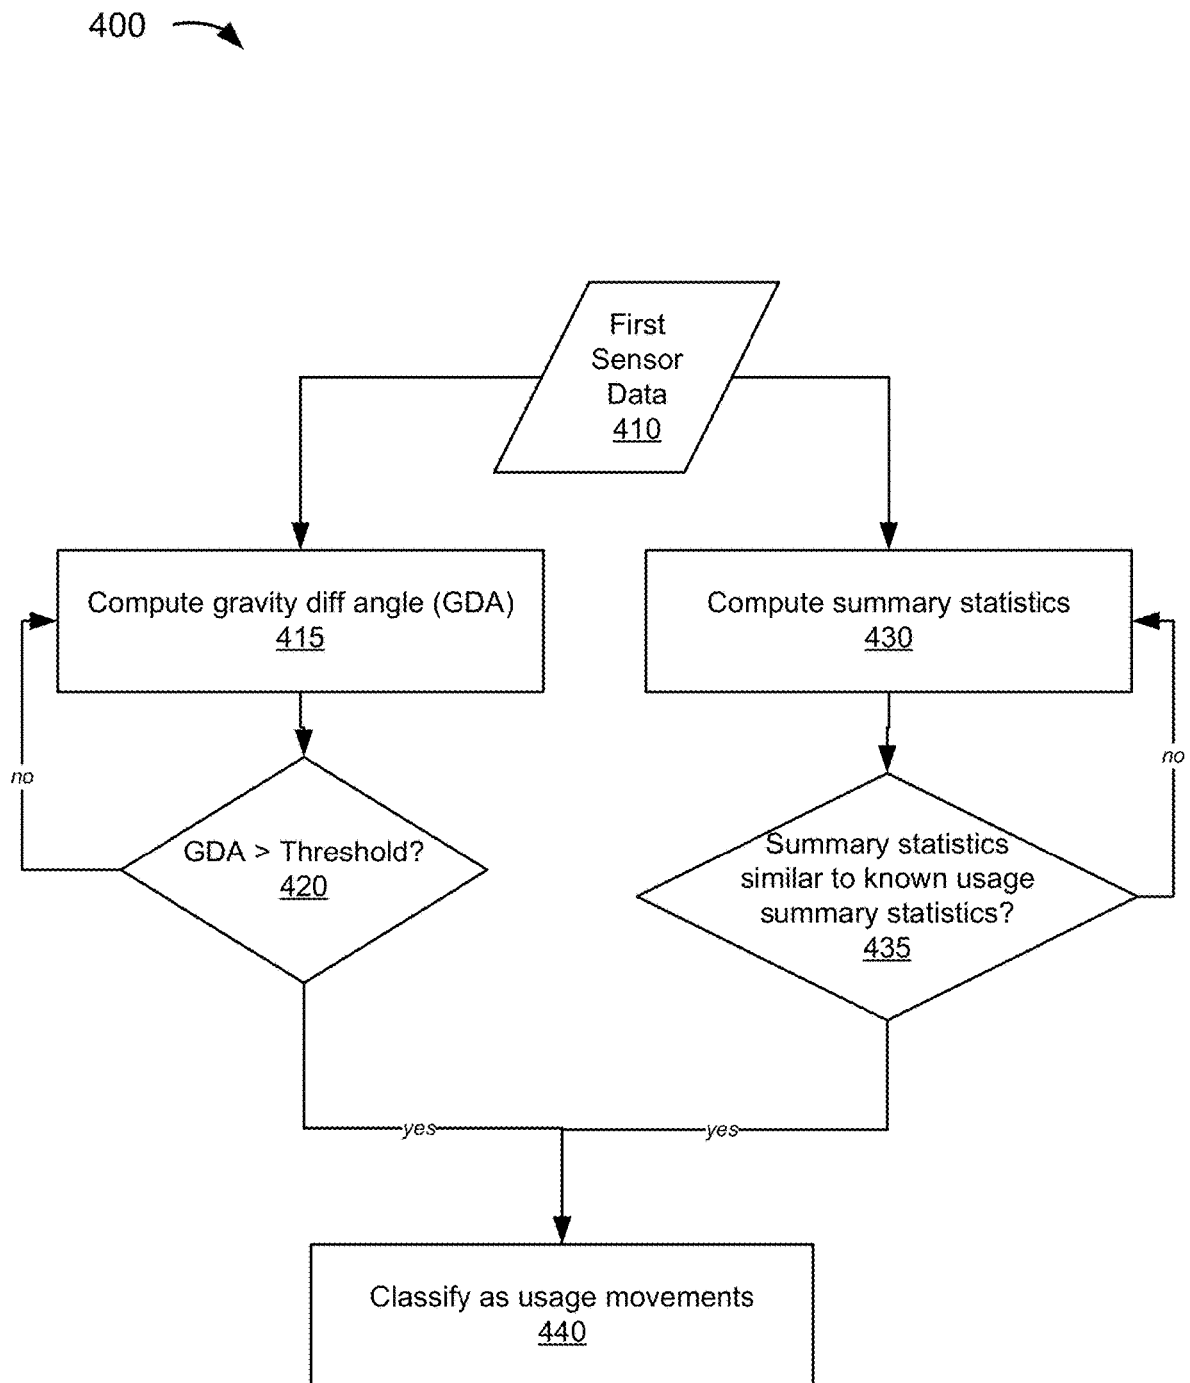 400
First
Sensor
Data
410
Compute gravity diff angle (GDA)
415
Compute summary statistics
430
no
no
GDA > Threshold?
420
Summary statistics
similar to known usage
summary statistics?
435
yes
yes
Classify as usage movements
440